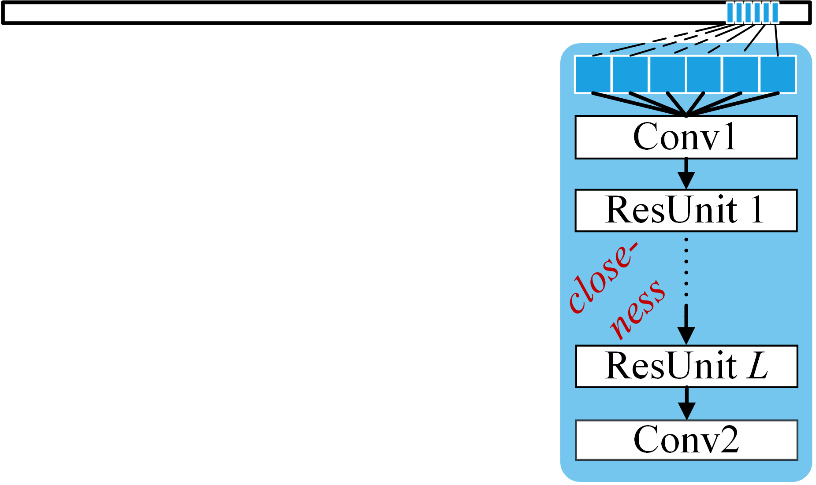 Conv1
ResUnit 1
close-
ness
ResUnit L
Conv2